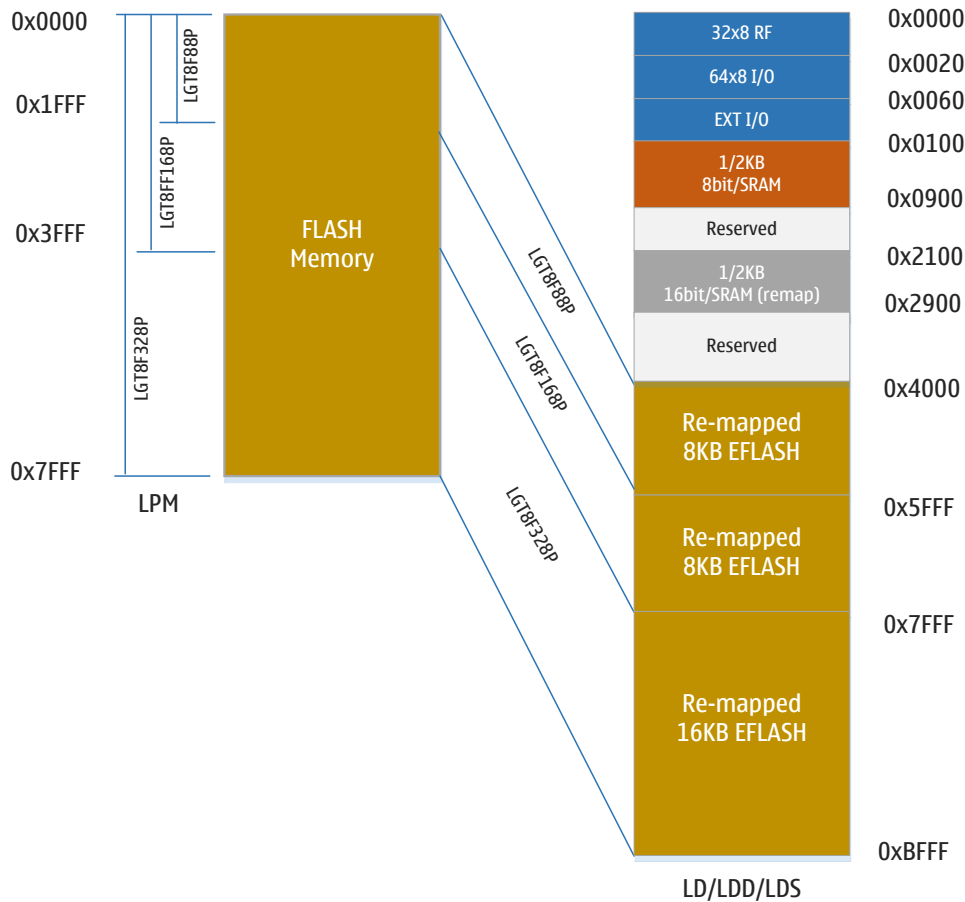 0x0000
0x1FFF
0x3FFF
0x7FFF
LGT8F88P
LGT8FF168P
LGT8F328P
LPM
FLASH
Memory
LGT8F88P
LGT8F168P
LGT8F328P
32x8 RF
64x8 I/O
EXT I/O
1/2KB
8bit/SRAM
Reserved
1/2KB
16bit/SRAM (remap)
Reserved
Re-mapped
8KB EFLASH
Re-mapped
8KB EFLASH
Re-mapped
16KB EFLASH
0x0000
0x0020
0x0060
0x0100
0x0900
0x2100
0x2900
0x4000
0x5FFF
0x7FFF
0xBFFF
LD/LDD/LDS